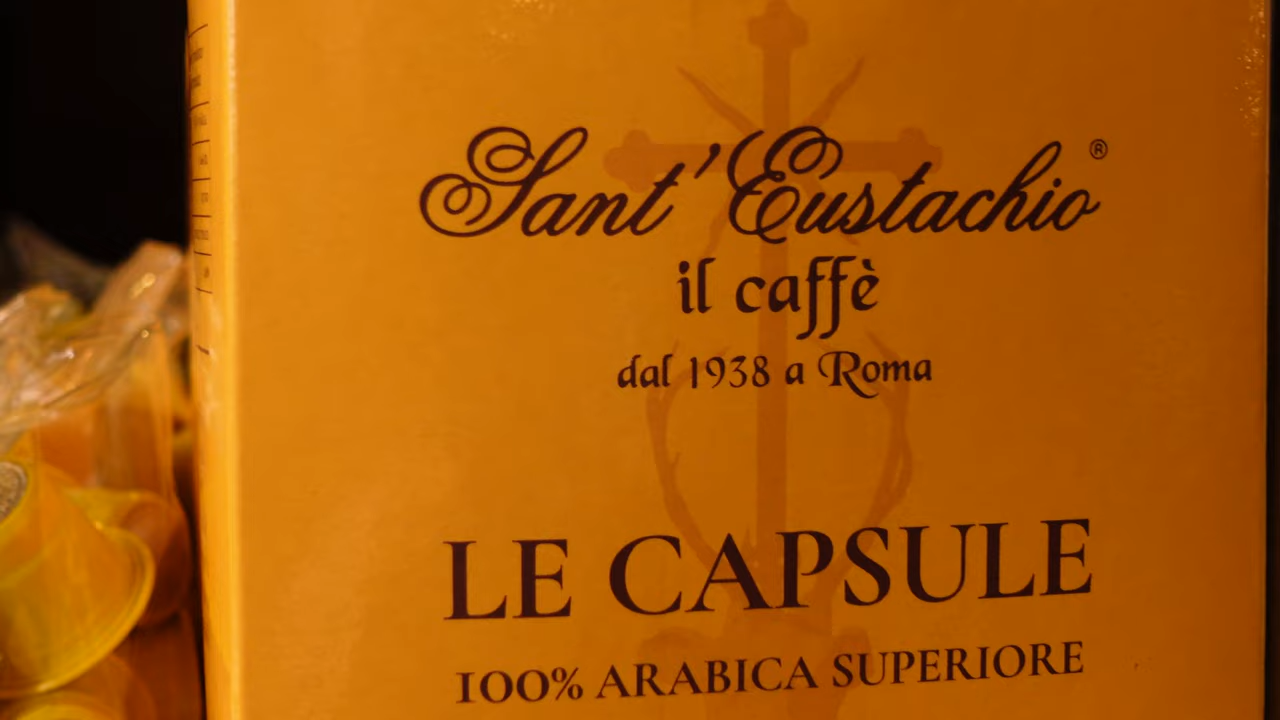 Sant' Eustachio®
il caffè
dal 1938 a Roma
LE CAPSULE
100% ARABICA SUPERIORE